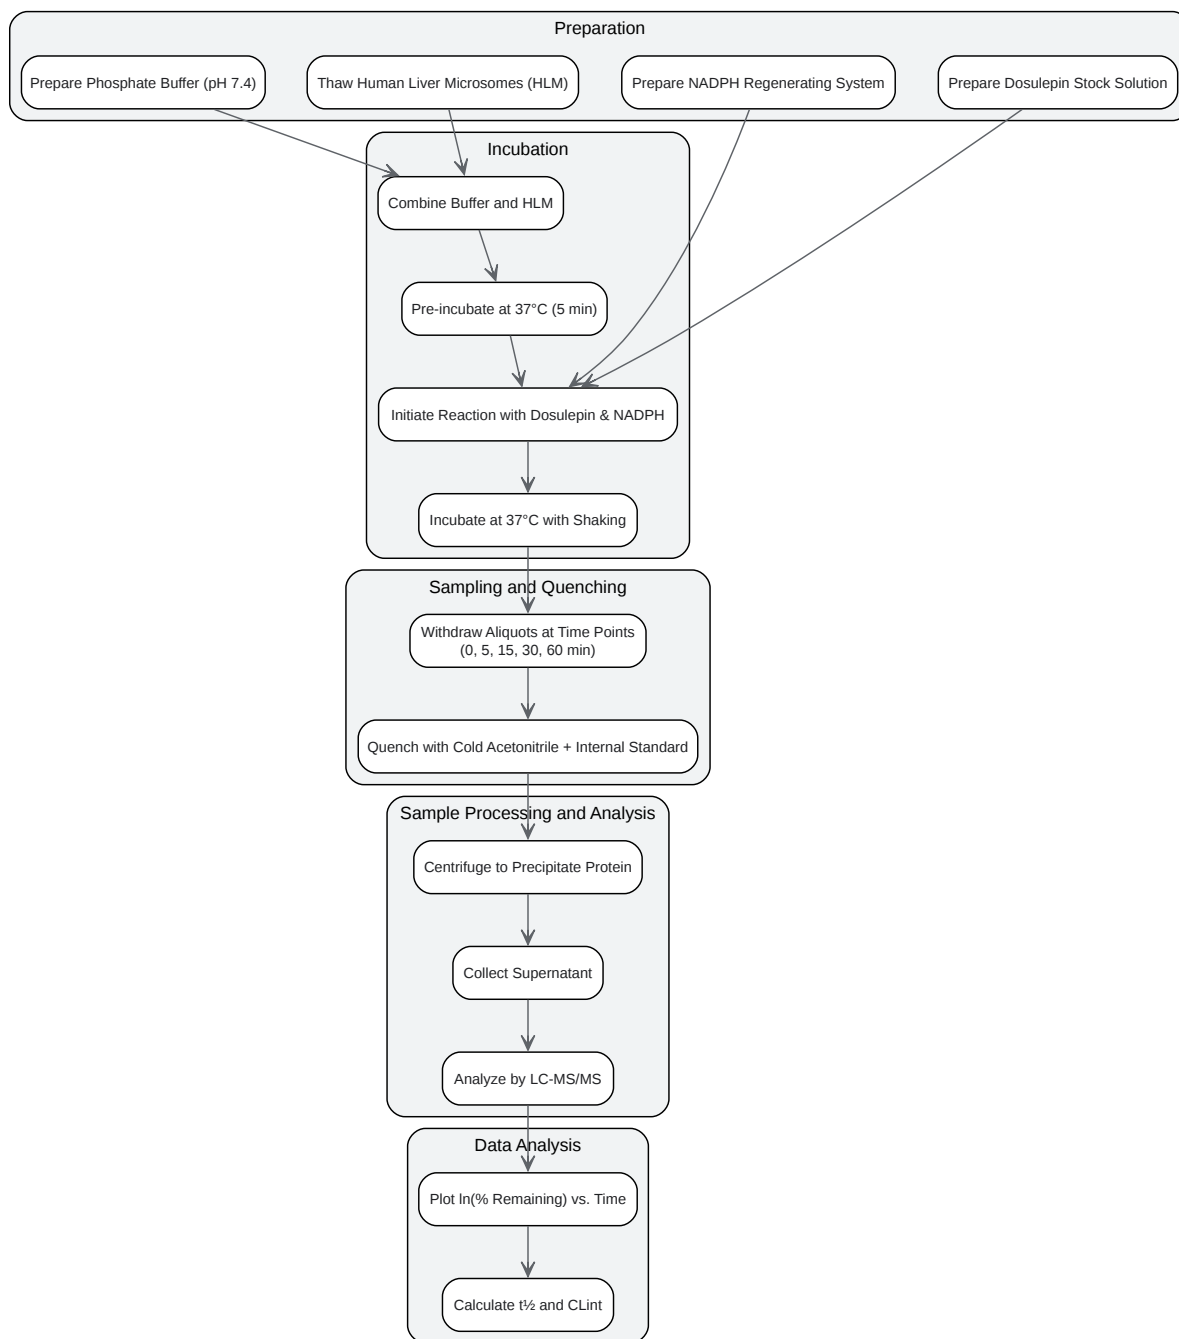 Preparation
Prepare Phosphate Buffer (pH 7.4)
Thaw Human Liver Microsomes (HLM)
Prepare NADPH Regenerating System
Prepare Dosulepin Stock Solution
Incubation
Combine Buffer and HLM
Pre-incubate at 37°C (5 min)
Initiate Reaction with Dosulepin & NADPH
Incubate at 37°C with Shaking
Sampling and Quenching
Withdraw Aliquots at Time Points
(0, 5, 15, 30, 60 min)
Quench with Cold Acetonitrile + Internal Standard
Sample Processing and Analysis
Centrifuge to Precipitate Protein
Collect Supernatant
Analyze by LC-MS/MS
Data Analysis
Plot ln(% Remaining) vs. Time
Calculate t½ and CLint